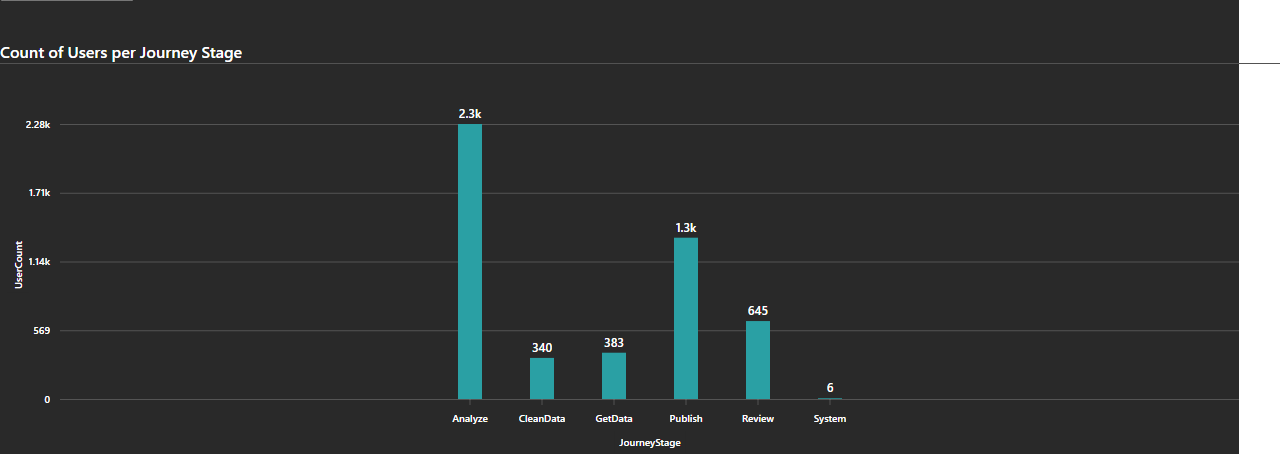 Count of Users per Journey Stage
2.3k
2.28k
1.71k
1.3k
UserCount
1.14k
645
569
340
383
6
0
Analyze CleanData GetData Publish Review System
JourneyStage